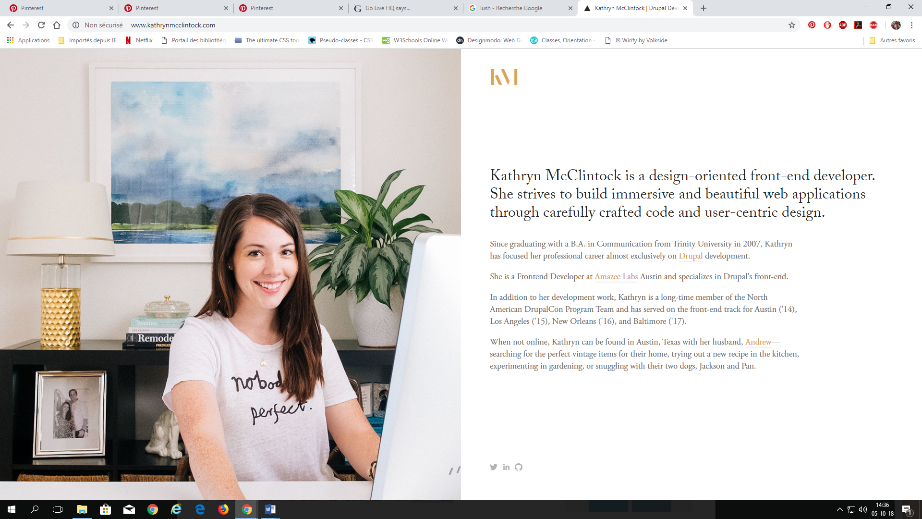 Pinterest
Pinterest
Pinterest
Go Live HQ says...
lush - Recherche Google
Kathryn McClintock | Drupal De
Non sécurisé
www.kathrynmcclintock.com
Applications
Importés depuis IE
Netflix
Portail des bibliothèc
The ultimate CSS tou
Pseudo-classes - CSS
W3Schools Online W
Designmodo: Web D
Classes, Orientation -
Autres favoris
KM
Kathryn McClintock is a design-oriented front-end developer.
She strives to build immersive and beautiful web applications
through carefully crafted code and user-centric design.
Since graduating with a B.A. in Communication from Trinity University in 2007, Kathryn
has focused her professional career almost exclusively on Drupal development.
She is a Frontend Developer at Amazee Labs Austin and specializes in Drupal's front-end.
In addition to her development work, Kathryn is a long-time member of the North
American DrupalCon Program Team and has served on the front-end track for Austin ('14),
Los Angeles ('15), New Orleans ('16), and Baltimore ('17).
When not online, Kathryn can be found in Austin, Texas with her husband, Andrew—
searching for the perfect vintage items for their home, trying out a new recipe in the kitchen,
experimenting in gardening, or snuggling with their two dogs, Jackson and Pan.
nobody
perfect.
14:36
05-10-18